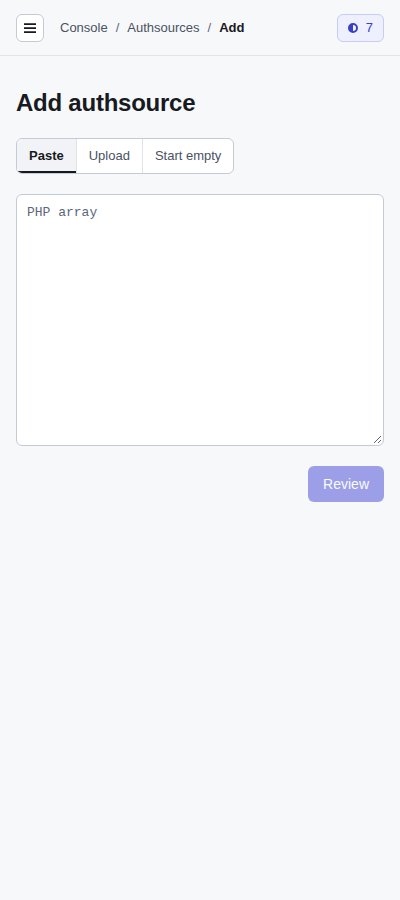 Console / Authsources / Add
7
Add authsource
Paste
Upload
Start empty
PHP array
Review